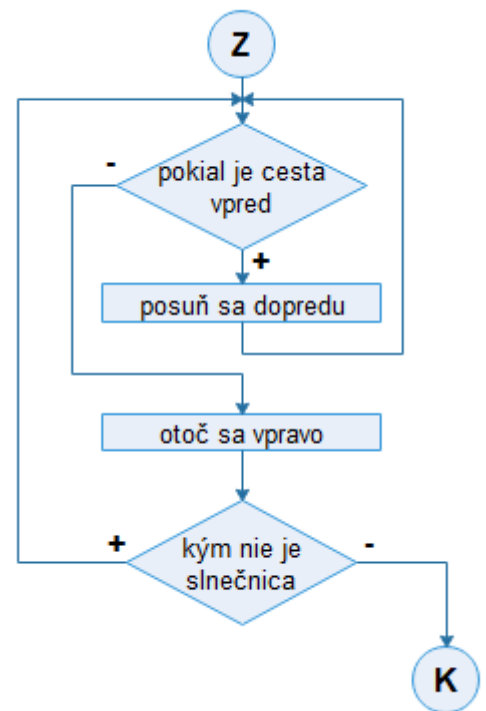 Z
-
pokial je cesta
vpred
+
posuň sa dopredu
otoč sa vpravo
+
kým nie je
slnečnica
-
K